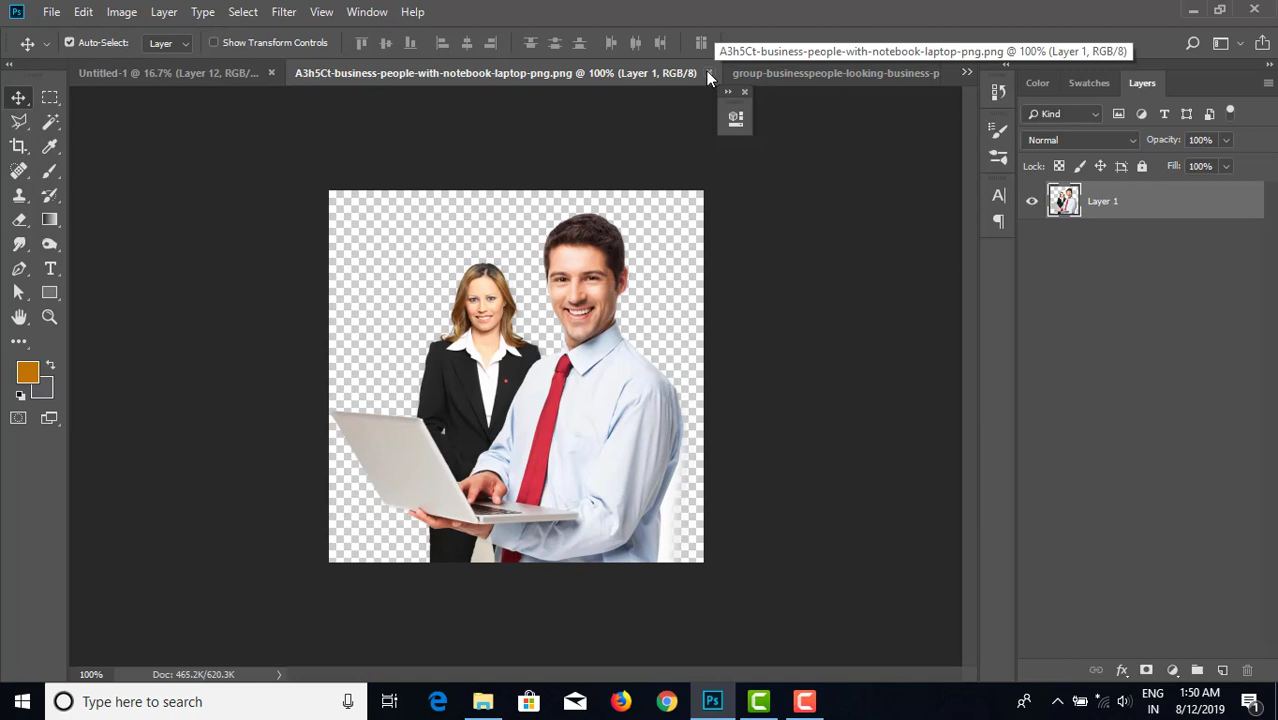 Ps File Edit Image Layer Type Select Filter View Window Help
Auto-Select: Layer Show Transform Controls
A3h5Ct-business-people-with-notebook-laptop-png.png @ 100% (Layer 1, RGB/8)
Untitled-1 @ 16.7% (Layer 12, RGB/... × A3h5Ct-business-people-with-notebook-laptop-png.png @ 100% (Layer 1, RGB/8) group-businesspeople-looking-business-p
Color Swatches Layers
Kind
Normal Opacity: 100%
Lock: Fill: 100%
Layer 1
100% Doc: 465.2K/620.3K
Type here to search
ENG 1:50 AM
IN 8/12/2019